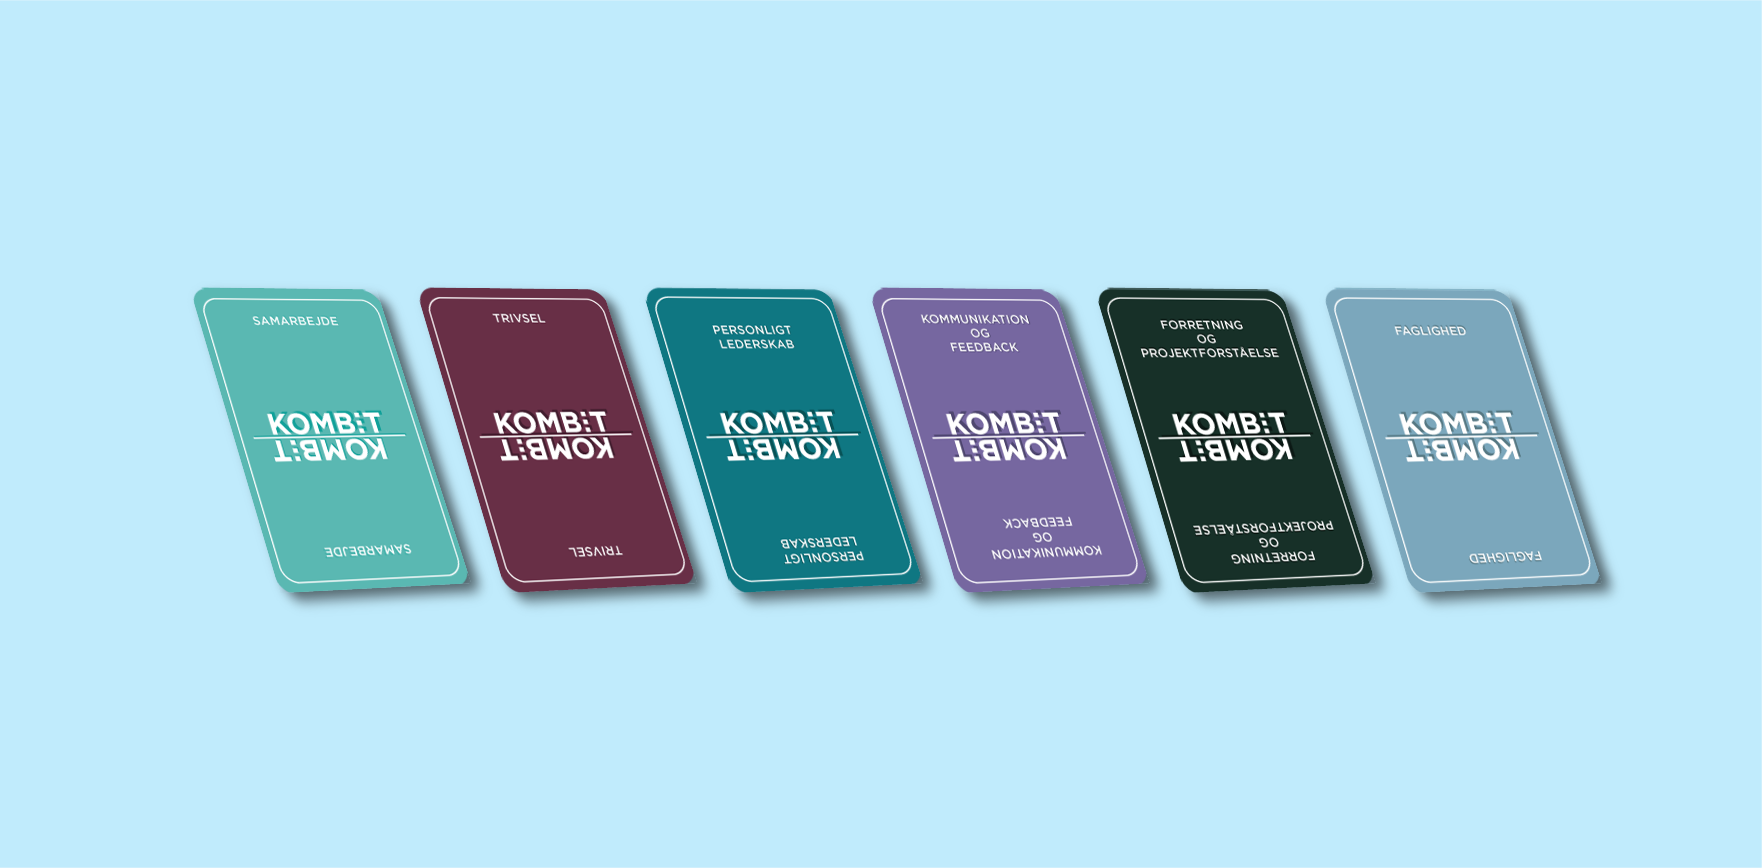 SAMARBEJDE
KOMBIT
KOMBIT
SAMARBEJDE
TRIVSEL
KOMBIT
KOMBIT
TRIVSEL
PERSONLIGT
LEDERSKAB
KOMBIT
KOMBIT
PERSONLIGT
LEDERSKAB
KOMMUNIKATION
OG
FEEDBACK
KOMBIT
KOMBIT
KOMMUNIKATION
OG
FEEDBACK
FORRETNING
OG
PROJEKTFORSTÅELSE
KOMBIT
KOMBIT
FORRETNING
OG
PROJEKTFORSTÅELSE
FAGLIGHED
KOMBIT
KOMBIT
FAGLIGHED